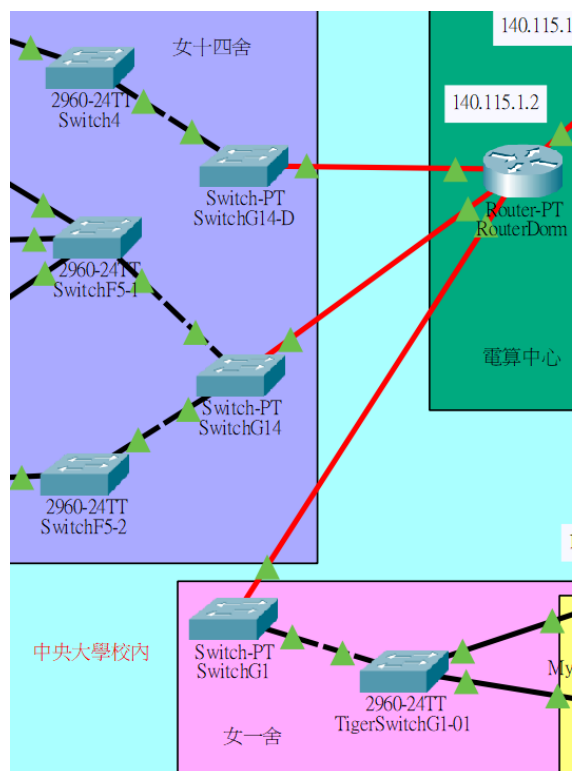 140.115.1
女十四舍
2960-24TT
Switch4
140.115.1.2
Switch-PT
SwitchG14-D
Router-PT
RouterDorm
2960-24TT
SwitchF5-1
電算中心
Switch-PT
SwitchG14
2960-24TT
SwitchF5-2
中央大學校內
Switch-PT
SwitchG1
My
2960-24TT
TigerSwitchG1-01
女一舍